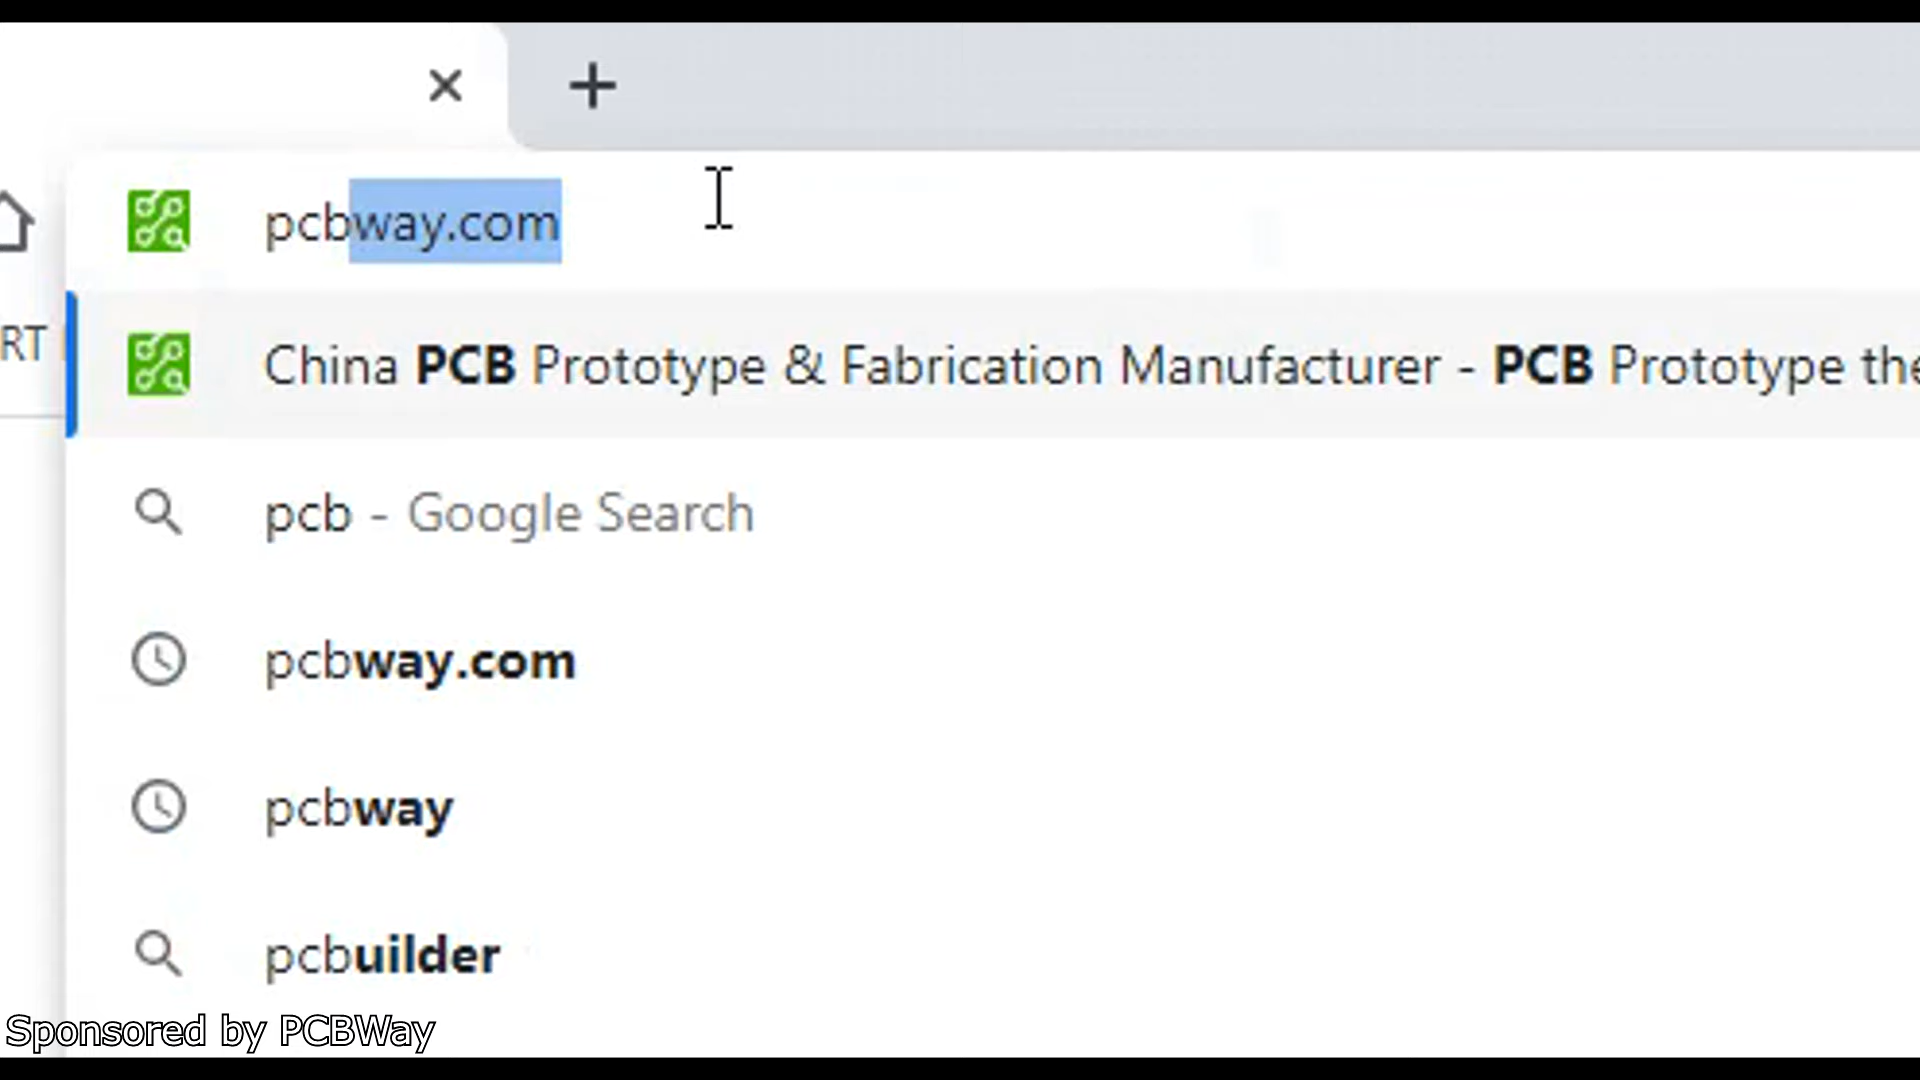 pcbway.com
RT
China PCB Prototype & Fabrication Manufacturer - PCB Prototype the
pcb - Google Search
pcbway.com
pcbway
pcbuilder
Sponsored by PCBWay